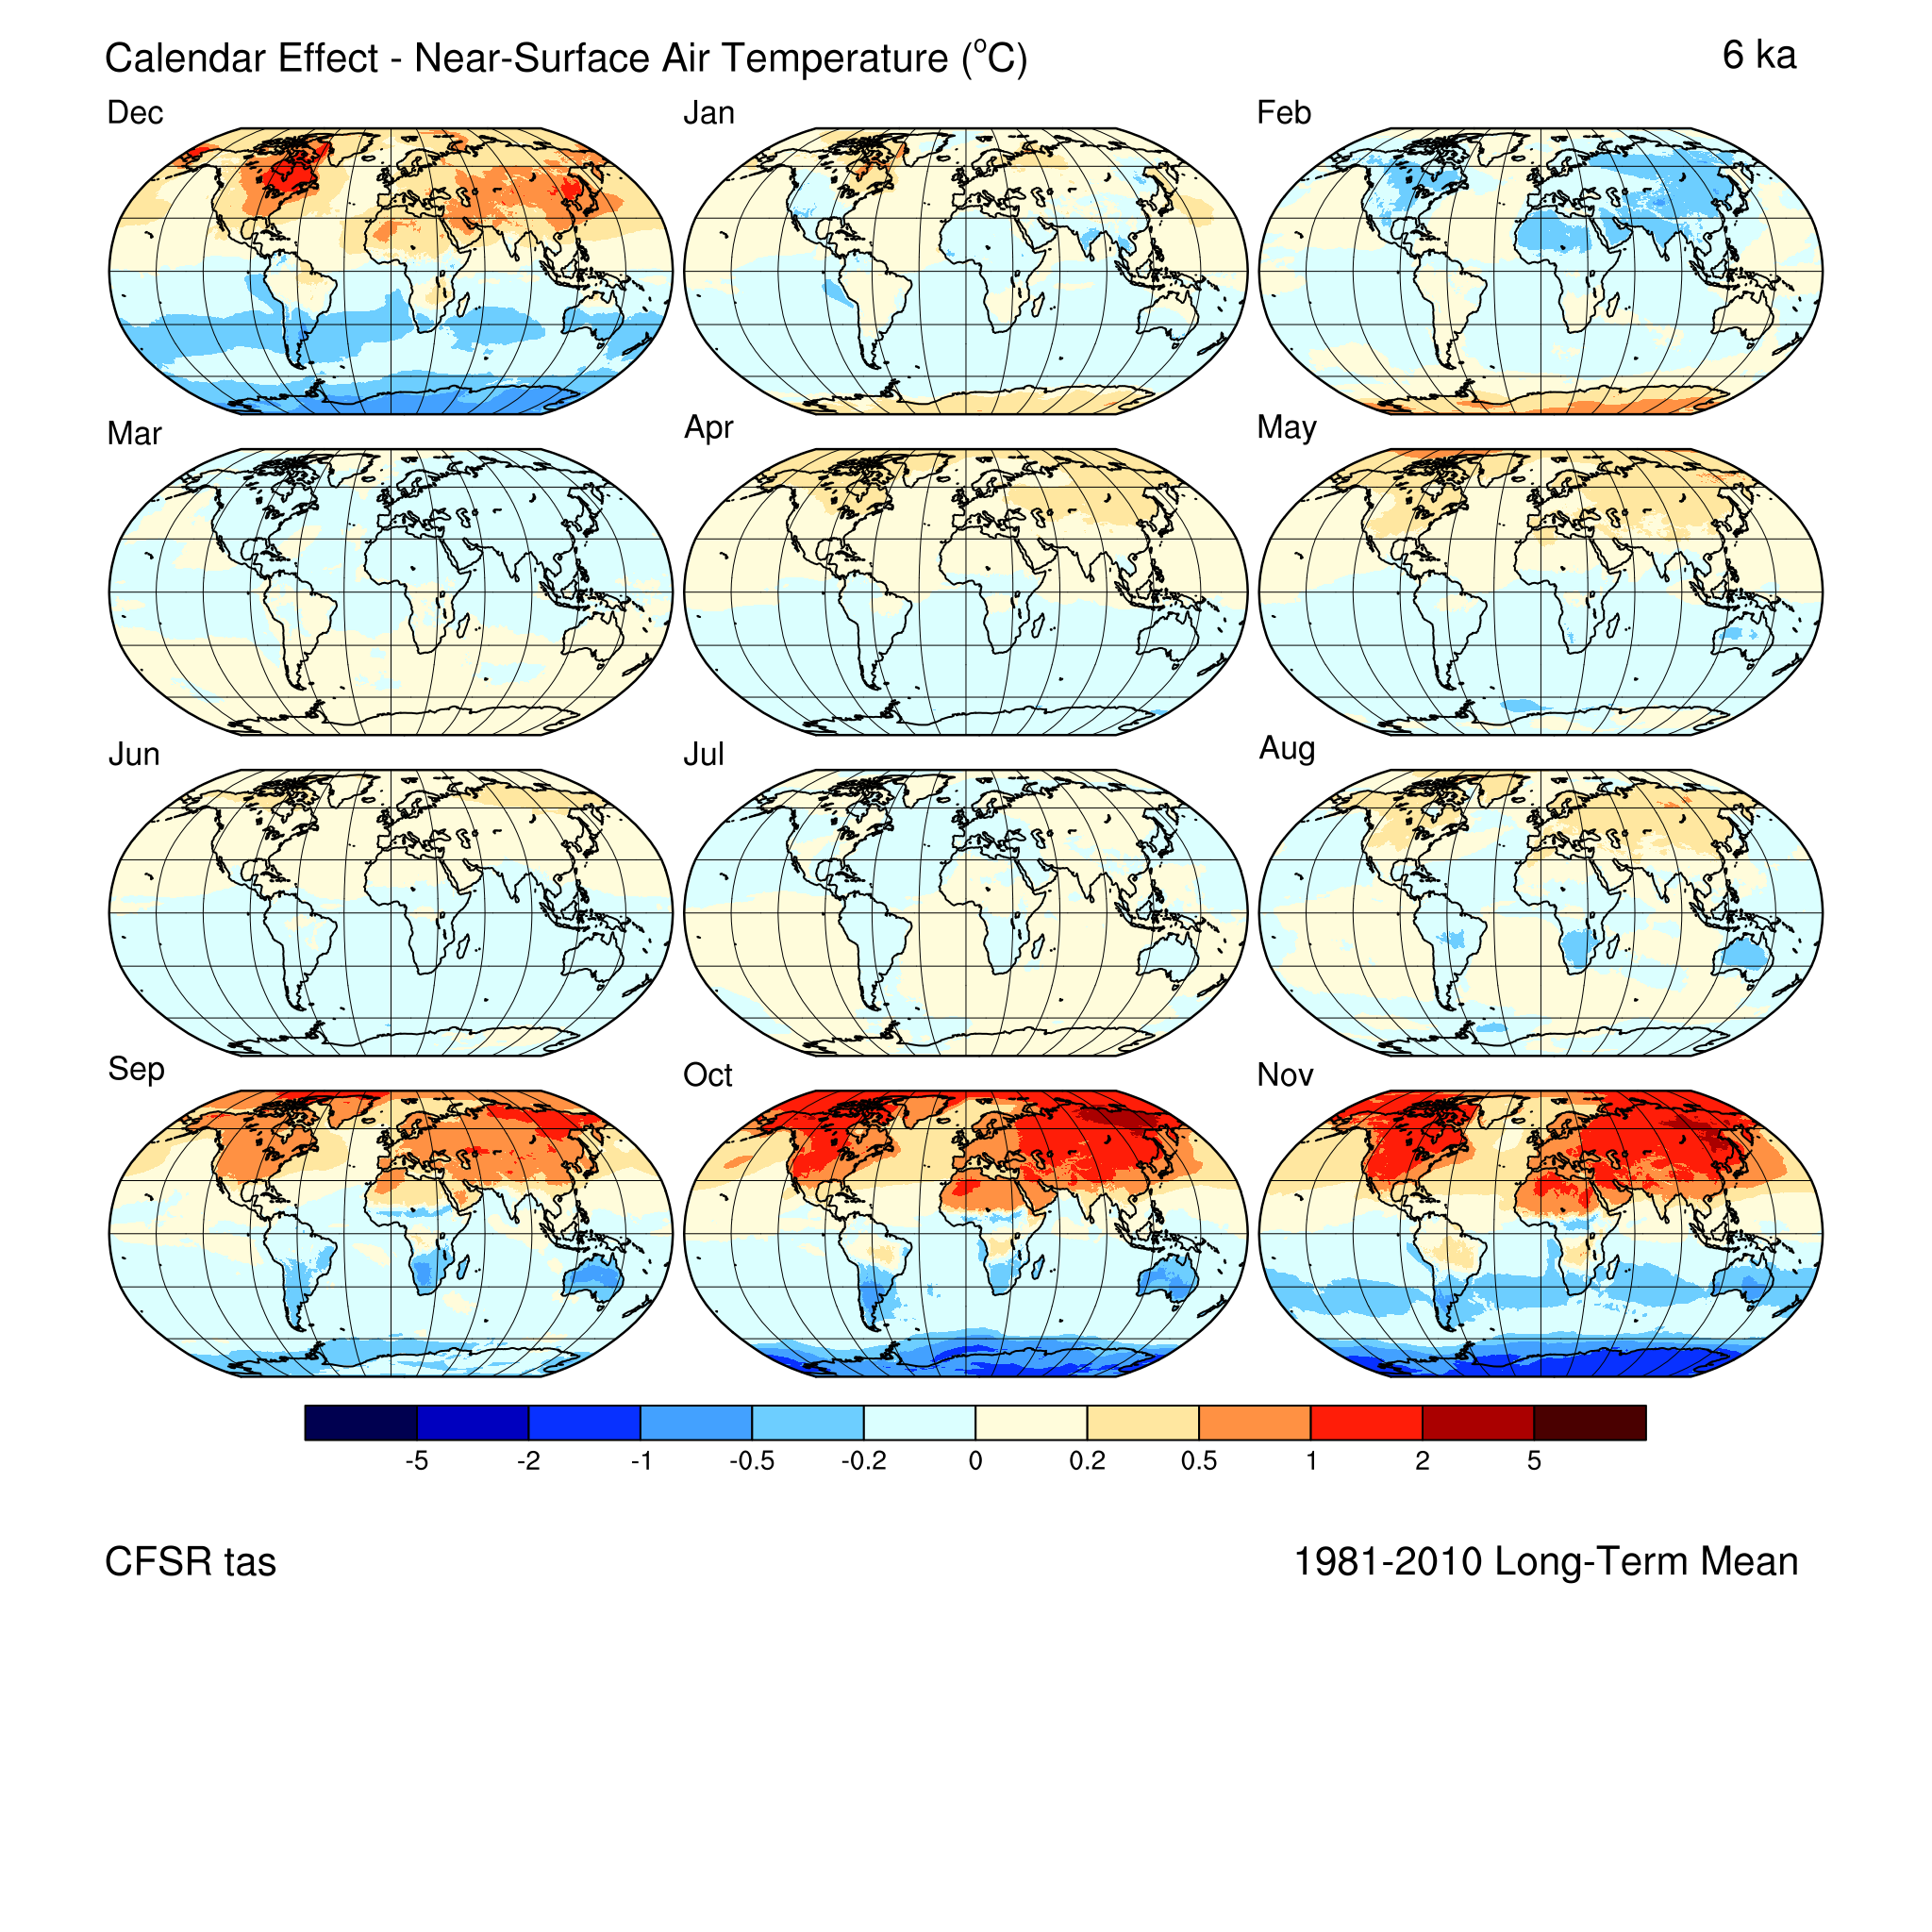 Calendar Effect - Near-Surface Air Temperature (°C) 6 ka
Dec Jan Feb
Mar Apr May
Jun Jul Aug
Sep Oct Nov
-5 -2 -1 -0.5 -0.2 0 0.2 0.5 1 2 5
CFSR tas 1981-2010 Long-Term Mean